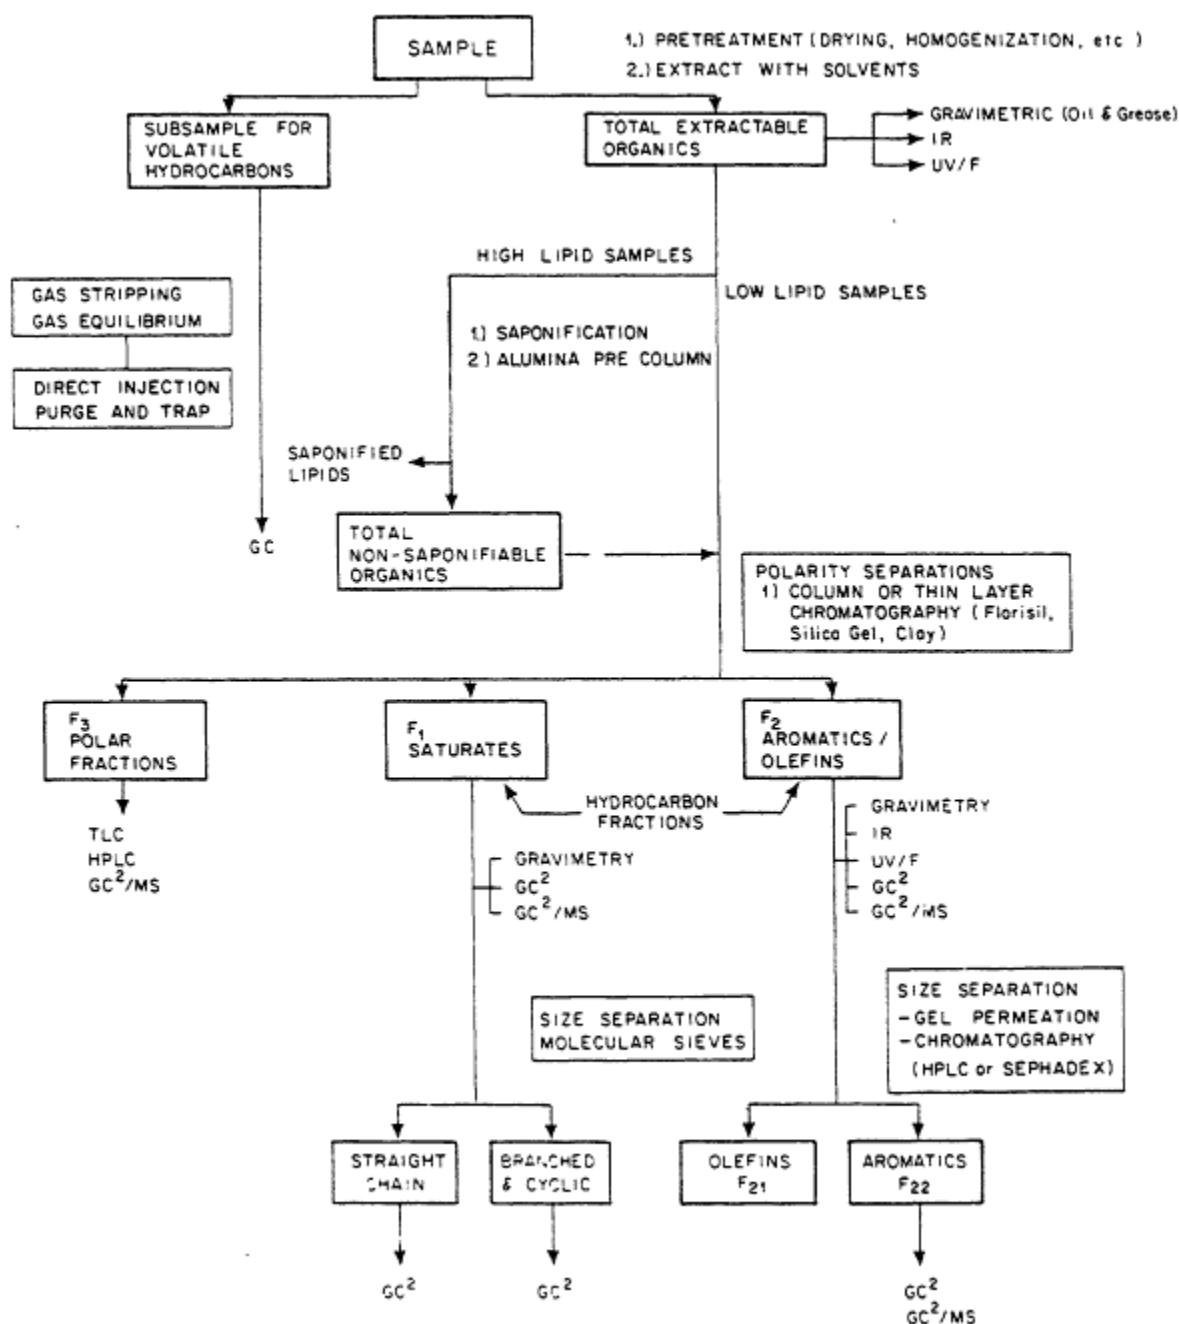 SAMPLE
1.) PRETREATMENT (DRYING, HOMOGENIZATION, etc )
2.) EXTRACT WITH SOLVENTS
SUBSAMPLE FOR
VOLATILE
HYDROCARBONS
TOTAL EXTRACTABLE
ORGANICS
GRAVIMETRIC (Oil & Grease)
IR
UV/F
HIGH LIPID SAMPLES
LOW LIPID SAMPLES
GAS STRIPPING
GAS EQUILIBRIUM
1.) SAPONIFICATION
2.) ALUMINA PRE COLUMN
DIRECT INJECTION
PURGE AND TRAP
SAPONIFIED
LIPIDS
GC
TOTAL
NON-SAPONIFIABLE
ORGANICS
POLARITY SEPARATIONS
1) COLUMN OR THIN LAYER
CHROMATOGRAPHY (Florisil,
Silica Gel, Clay)
F3
POLAR
FRACTIONS
F1
SATURATES
F2
AROMATICS/
OLEFINS
HYDROCARBON
FRACTIONS
TLC
HPLC
GC²/MS
GRAVIMETRY
GC²
GC²/MS
GRAVIMETRY
IR
UV/F
GC²
GC²/MS
SIZE SEPARATION
MOLECULAR SIEVES
SIZE SEPARATION
-GEL PERMEATION
-CHROMATOGRAPHY
(HPLC or SEPHADEX)
STRAIGHT
CHAIN
BRANCHED
& CYCLIC
OLEFINS
F21
AROMATICS
F22
GC²
GC²
GC²
GC²/MS